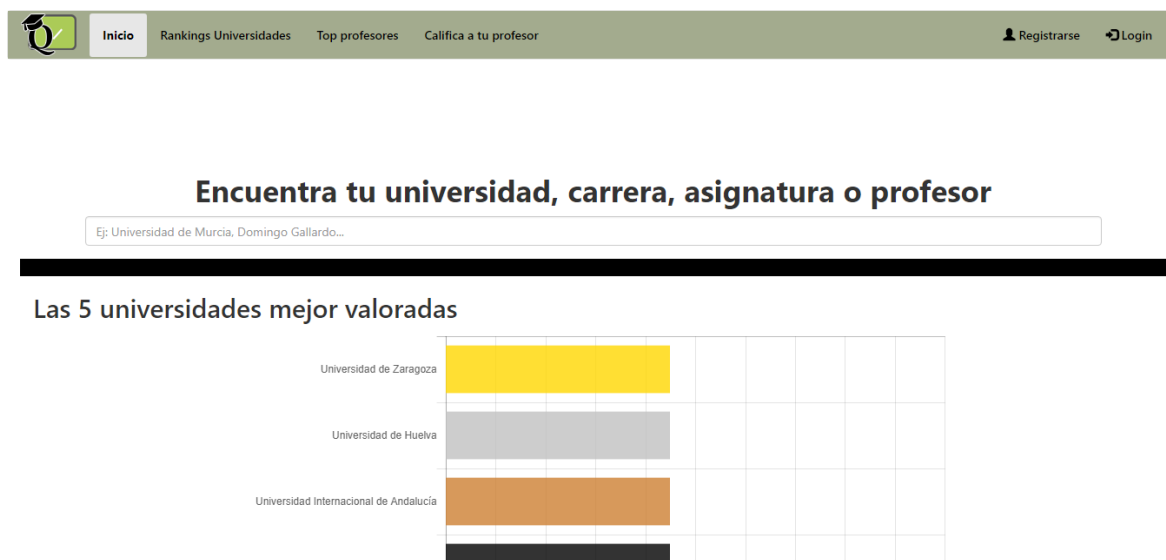 Inicio Rankings Universidades Top profesores Califica a tu profesor Registrarse Login
Encuentra tu universidad, carrera, asignatura o profesor
Ej: Universidad de Murcia, Domingo Gallardo...
Las 5 universidades mejor valoradas
Universidad de Zaragoza
Universidad de Huelva
Universidad Internacional de Andalucía